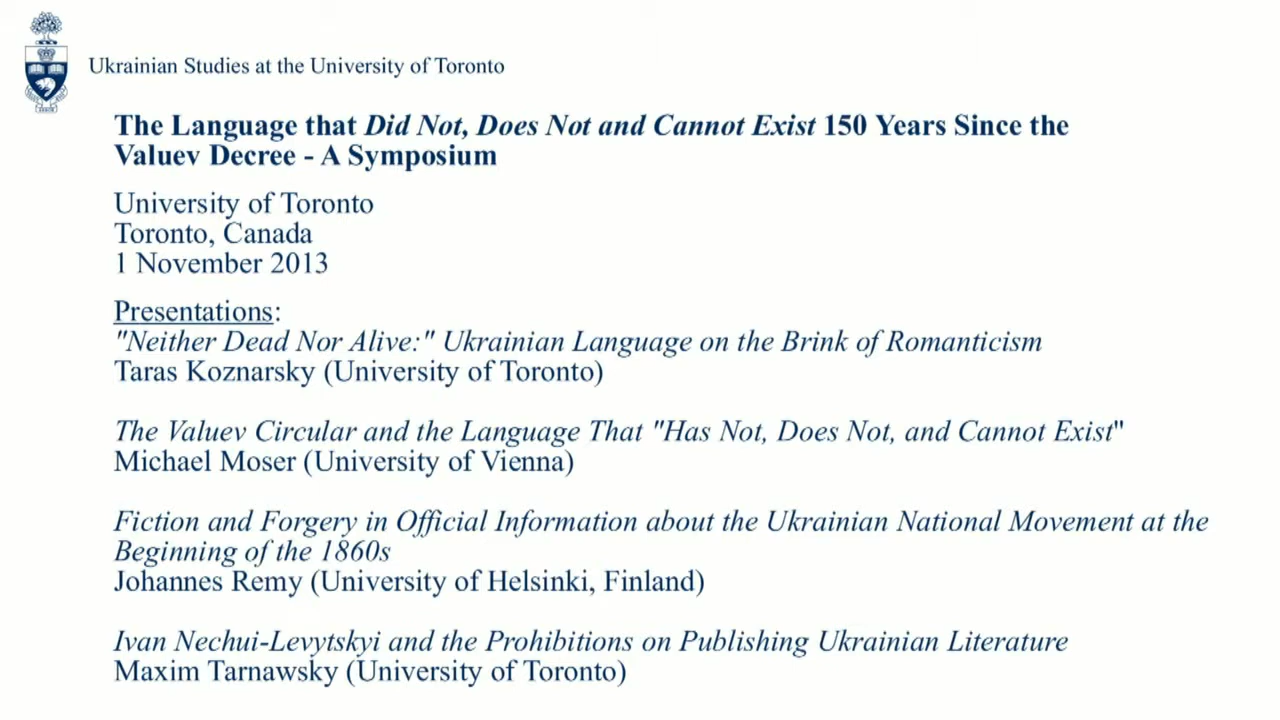 Ukrainian Studies at the University of Toronto
The Language that Did Not, Does Not and Cannot Exist 150 Years Since the
Valuev Decree - A Symposium
University of Toronto
Toronto, Canada
1 November 2013
Presentations:
"Neither Dead Nor Alive:" Ukrainian Language on the Brink of Romanticism
Taras Koznarsky (University of Toronto)
The Valuev Circular and the Language That "Has Not, Does Not, and Cannot Exist"
Michael Moser (University of Vienna)
Fiction and Forgery in Official Information about the Ukrainian National Movement at the
Beginning of the 1860s
Johannes Remy (University of Helsinki, Finland)
Ivan Nechui-Levytskyi and the Prohibitions on Publishing Ukrainian Literature
Maxim Tarnawsky (University of Toronto)